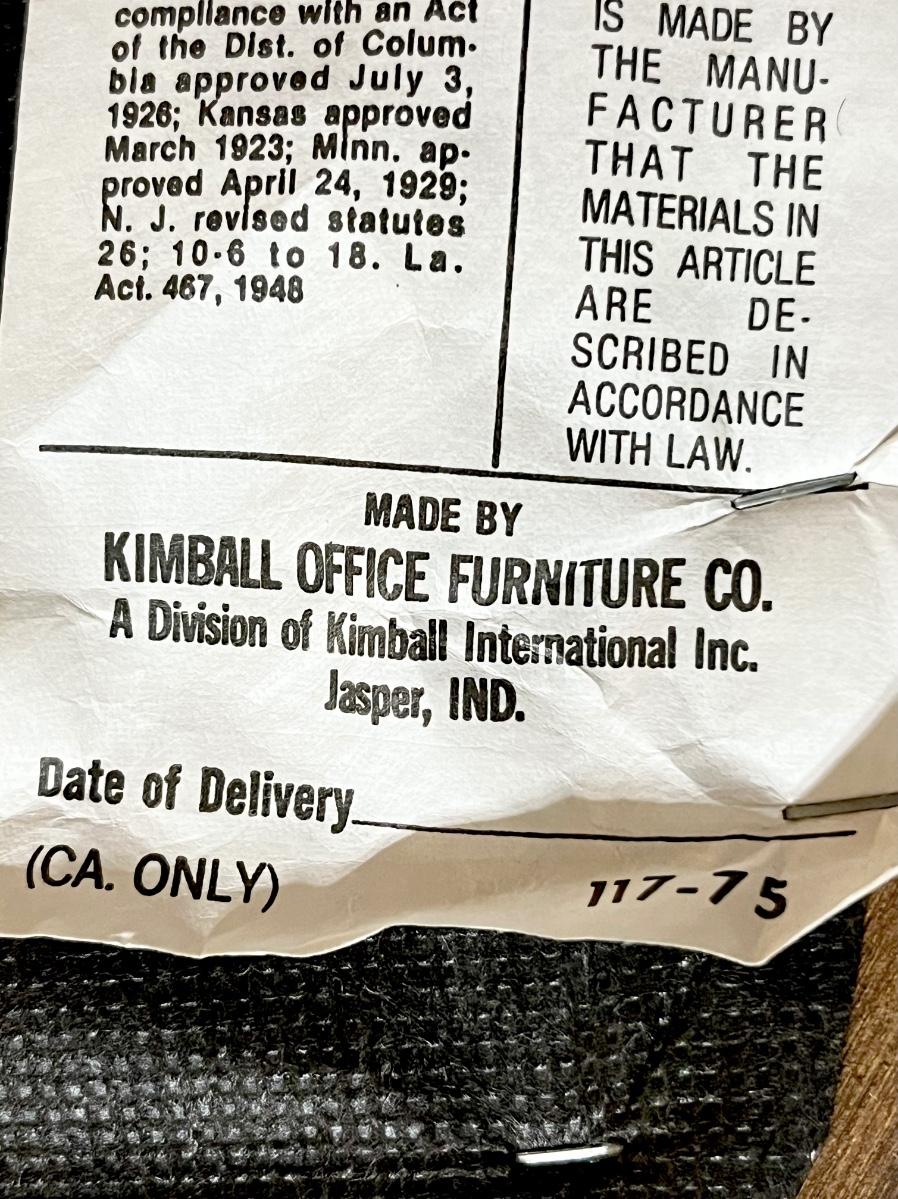 compliance with an Act
of the Dist. of Colum-
bia approved July 3,
1926; Kansas approved
March 1923; Minn. ap-
proved April 24, 1929;
N. J. revised statutes
26; 10-6 to 18. La.
Act. 467, 1948
IS MADE BY
THE MANU-
FACTURER
THAT THE
MATERIALS IN
THIS ARTICLE
ARE DE-
SCRIBED IN
ACCORDANCE
WITH LAW.
MADE BY
KIMBALL OFFICE FURNITURE CO.
A Division of Kimball International Inc.
Jasper, IND.
Date of Delivery
(CA. ONLY)
117-75